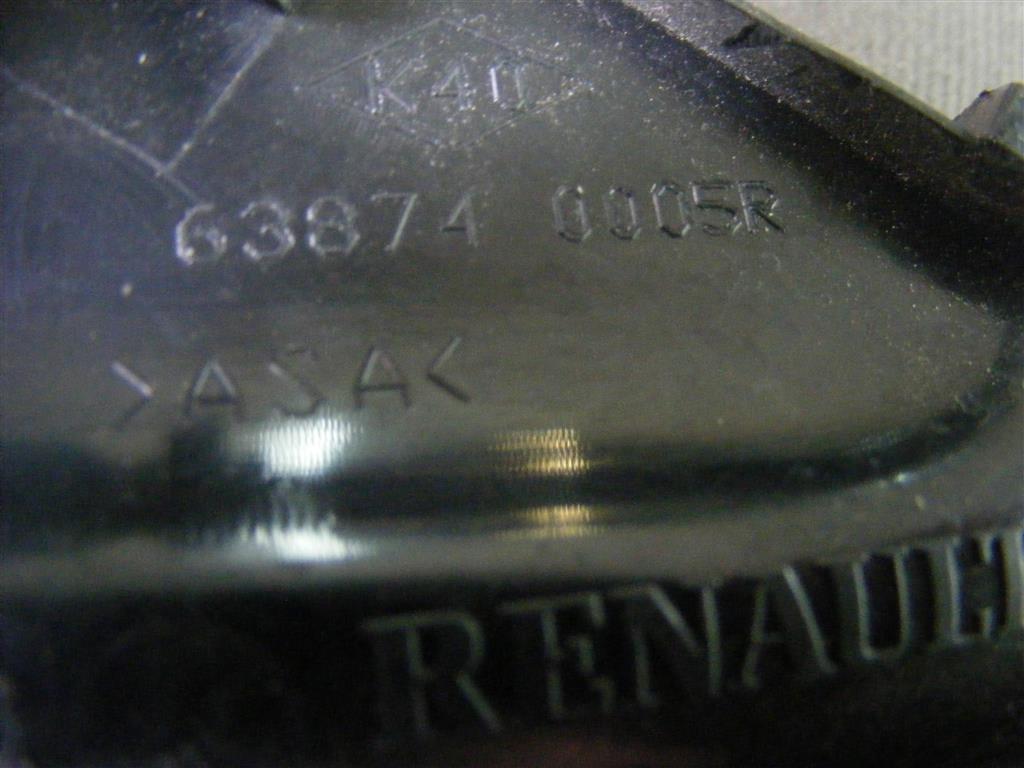 K40
63874 0005R
>ASA<
RENAULT